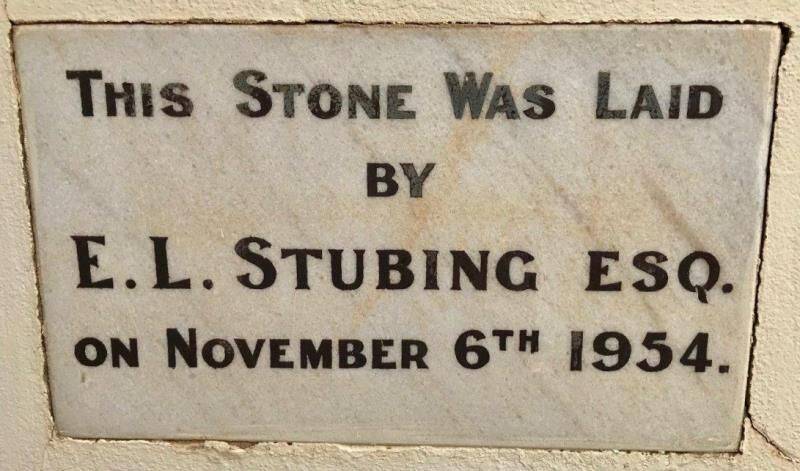 THIS STONE WAS LAID
BY
E. L. STUBING ESQ.
ON NOVEMBER 6TH 1954.